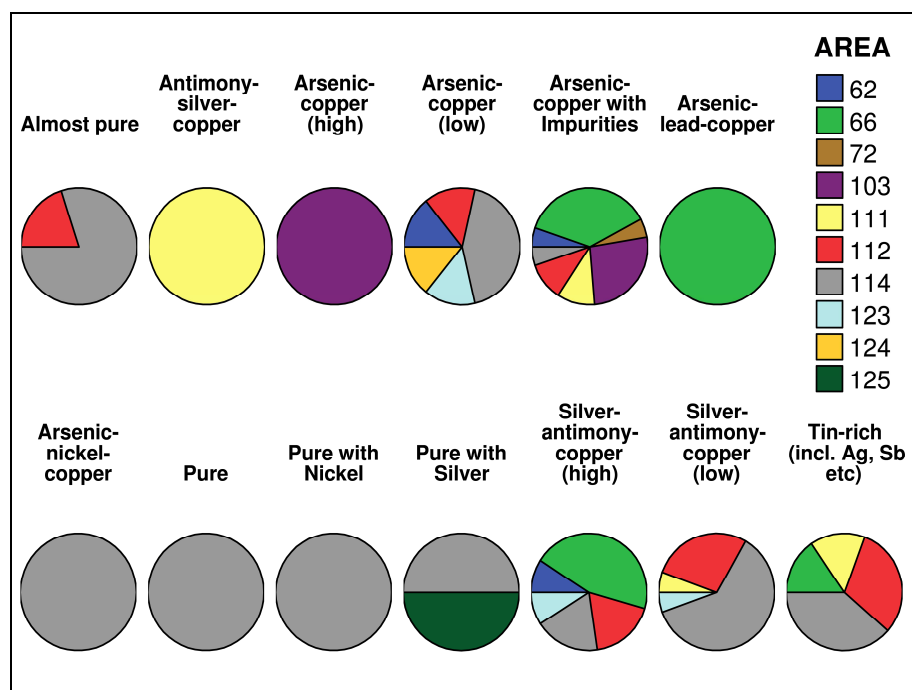 Almost pure
Antimony-
silver-
copper
Arsenic-
copper
(high)
Arsenic-
copper
(low)
Arsenic-
copper with
Impurities
Arsenic-
lead-copper
AREA
62
66
72
103
111
112
114
123
124
125
Arsenic-
nickel-
copper
Pure
Pure with
Nickel
Pure with
Silver
Silver-
antimony-
copper
(high)
Silver-
antimony-
copper
(low)
Tin-rich
(incl. Ag, Sb
etc)